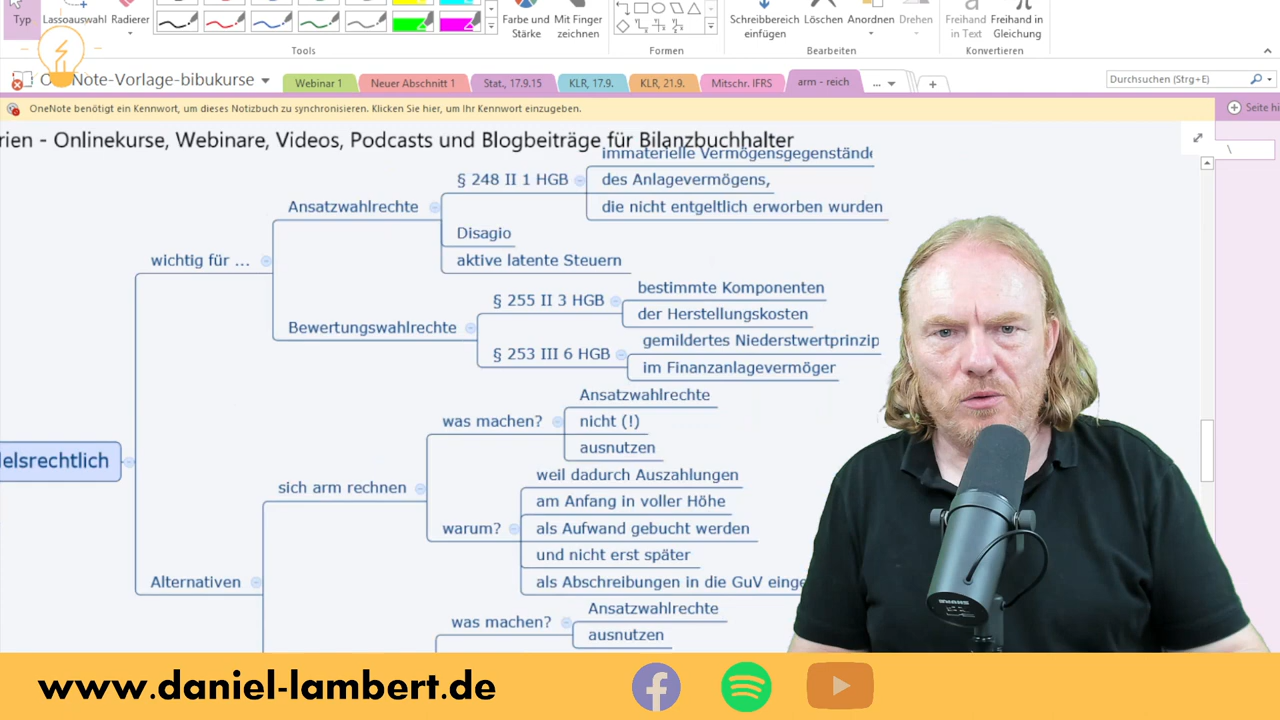 Typ
Lassoauswahl
Radierer
Farbe und
Stärke
Mit Finger
zeichnen
Schreibbereich
einfügen
Löschen
Anordnen
Drehen
Freihand
in Text
Freihand in
Gleichung
Tools
Formen
Bearbeiten
Konvertieren
Note-Vorlage-bibukurse
Webinar 1
Neuer Abschnitt 1
Stat., 17.9.15
KLR, 17.9.
KLR, 21.9.
Mitschr. IFRS
arm - reich
...
Durchsuchen (Strg+E)
OneNote benötigt ein Kennwort, um dieses Notizbuch zu synchronisieren. Klicken Sie hier, um Ihr Kennwort einzugeben.
Seite hi
rien - Onlinekurse, Webinare, Videos, Podcasts und Blogbeiträge für Bilanzbuchhalter
immaterielle Vermögensgegenstände
§ 248 II 1 HGB
des Anlagevermögens,
Ansatzwahlrechte
die nicht entgeltlich erworben wurden
Disagio
wichtig für ...
aktive latente Steuern
bestimmte Komponenten
§ 255 II 3 HGB
der Herstellungskosten
Bewertungswahlrechte
gemildertes Niederstwertprinzip
§ 253 III 6 HGB
im Finanzanlagevermöger
Ansatzwahlrechte
was machen?
nicht (!)
ausnutzen
elsrechtlich
weil dadurch Auszahlungen
sich arm rechnen
am Anfang in voller Höhe
warum?
als Aufwand gebucht werden
und nicht erst später
Alternativen
als Abschreibungen in die GuV einge
Ansatzwahlrechte
was machen?
ausnutzen
www.daniel-lambert.de